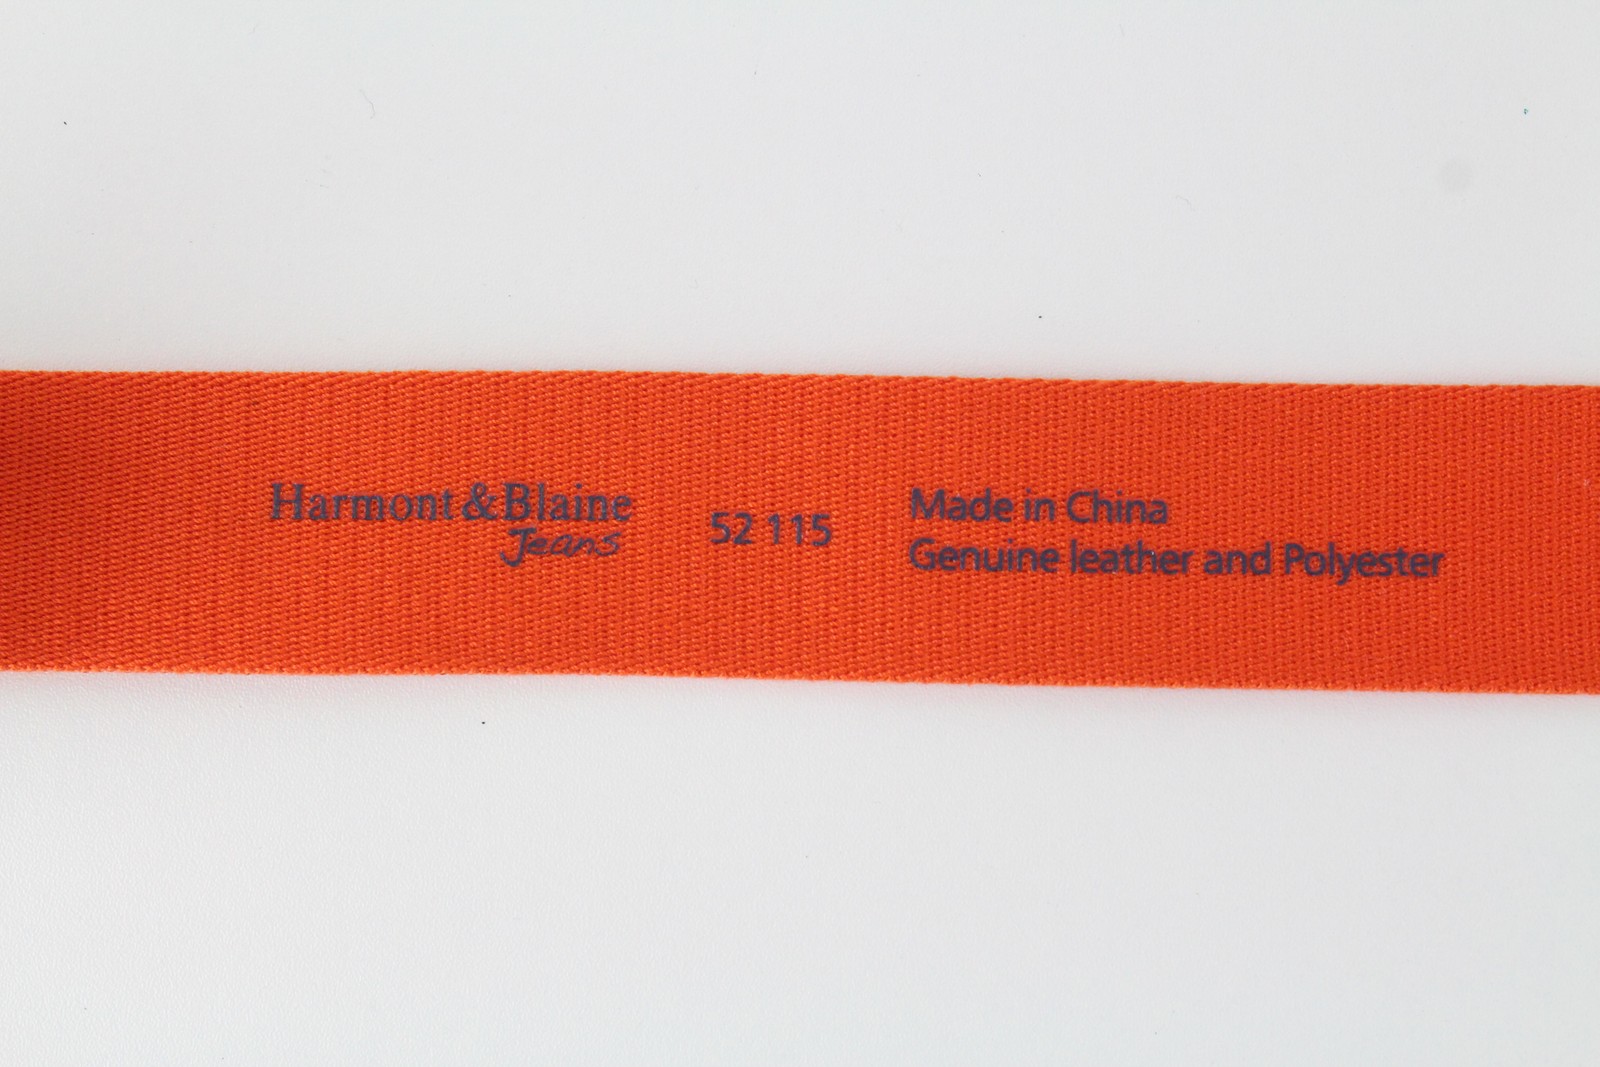 Harmont & Blaine
Jeans
52 115
Made in China
Genuine leather and Polyester